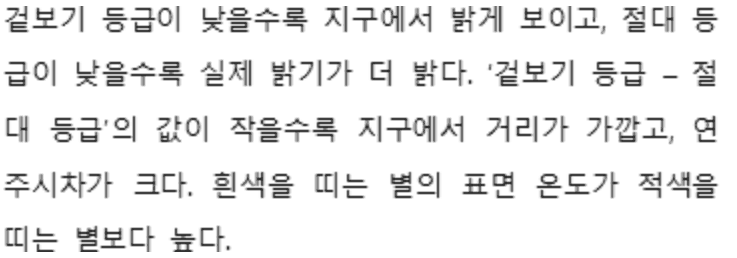 겉보기 등급이 낮을수록 지구에서 밝게 보이고, 절대 등
급이 낮을수록 실제 밝기가 더 밝다. ‘겉보기 등급 – 절
대 등급’의 값이 작을수록 지구에서 거리가 가깝고, 연
주시차가 크다. 흰색을 띠는 별의 표면 온도가 적색을
띠는 별보다 높다.